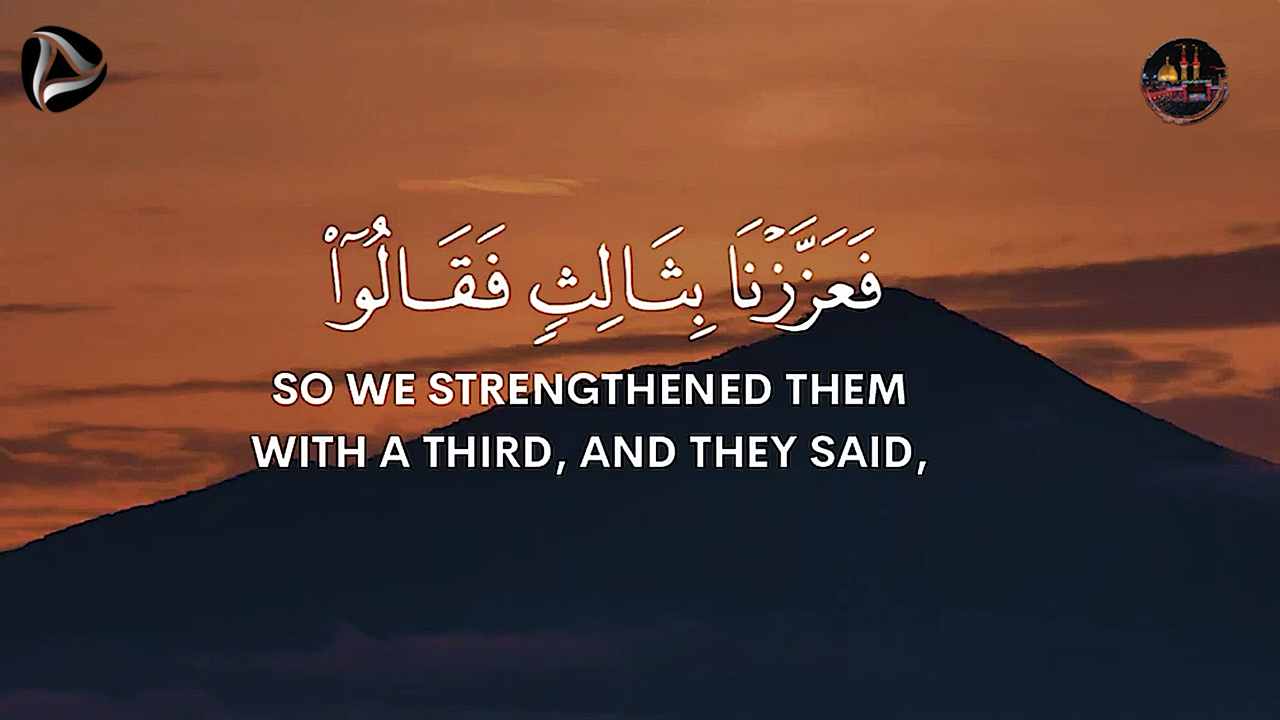 فَعَزَّزْنَا بِثَالِثٍ فَقَالُوٓا۟
SO WE STRENGTHENED THEM
WITH A THIRD, AND THEY SAID,